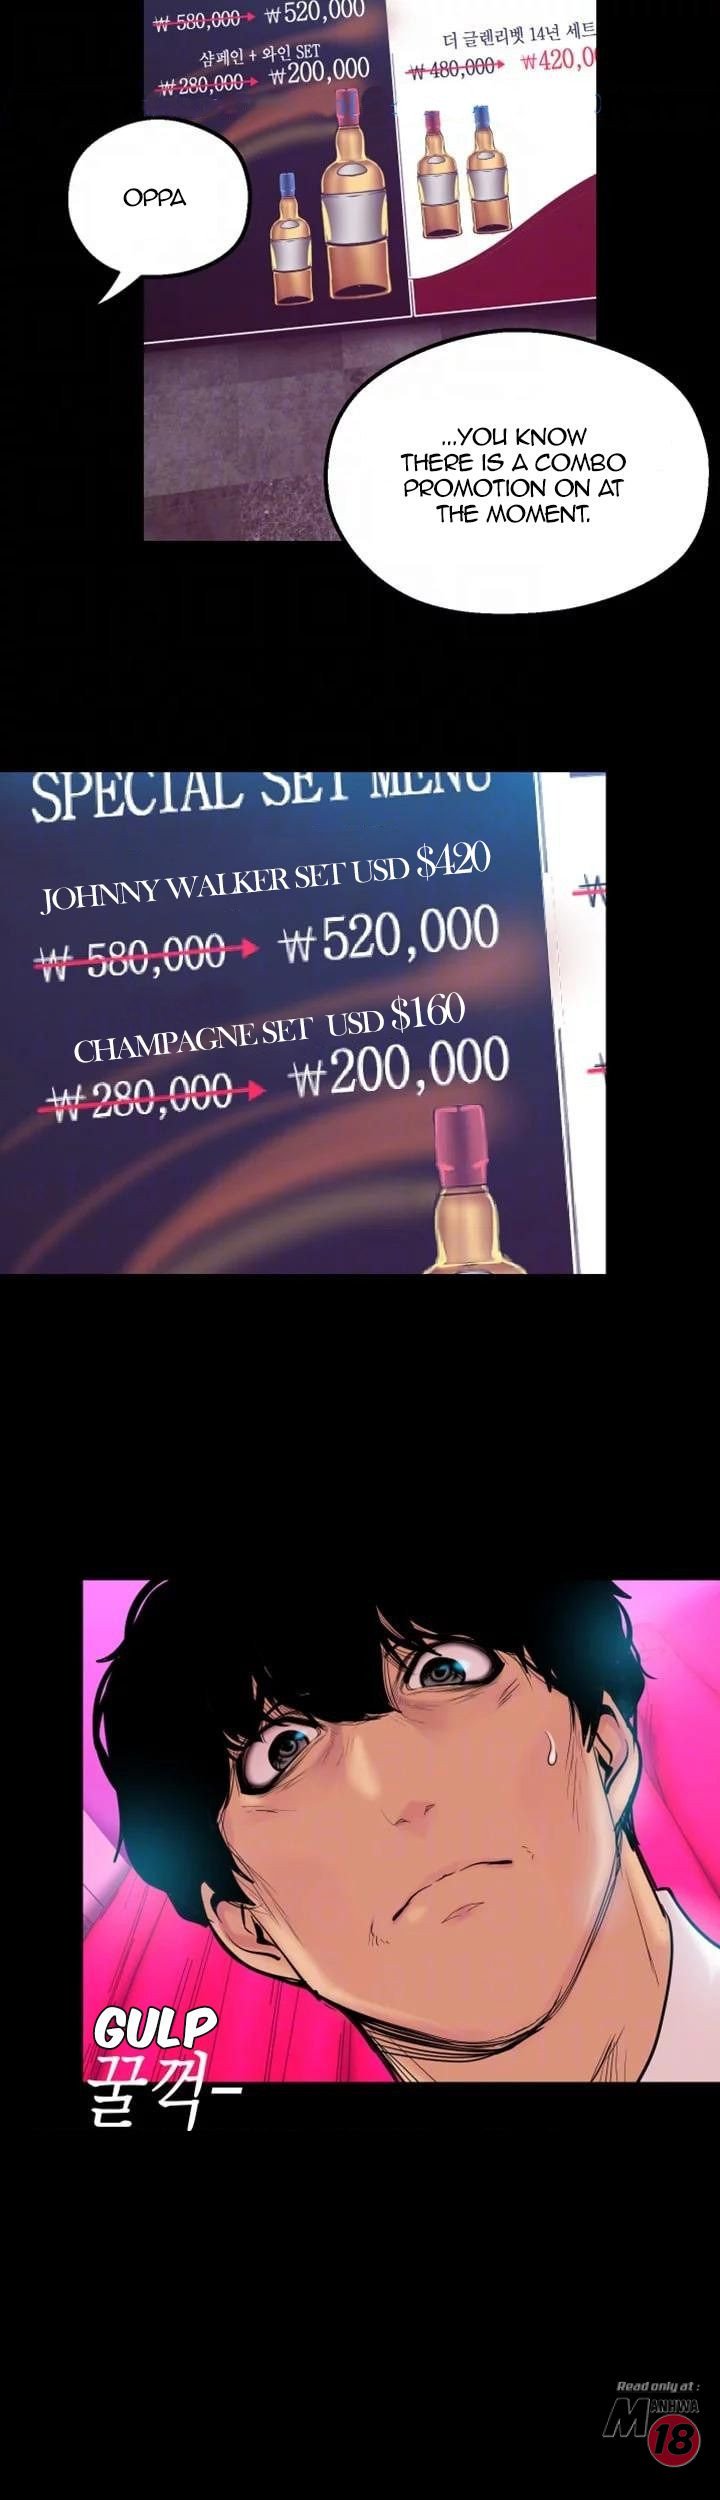 ₩ 580,000 → ₩520,000
샴페인 + 와인 SET
₩280,000 → ₩200,000
더 글렌리벳 14년 세트
₩480,000 → ₩420,0
OPPA
...YOU KNOW
THERE IS A COMBO
PROMOTION ON AT
THE MOMENT.
SPECIAL SET MENU
JOHNNY WALKER SET USD $420
₩ 580,000 → ₩520,000
CHAMPAGNE SET USD $160
₩280,000 → ₩200,000
₩
GULP
꿀꺽-
Read only at :
MANHWA
18